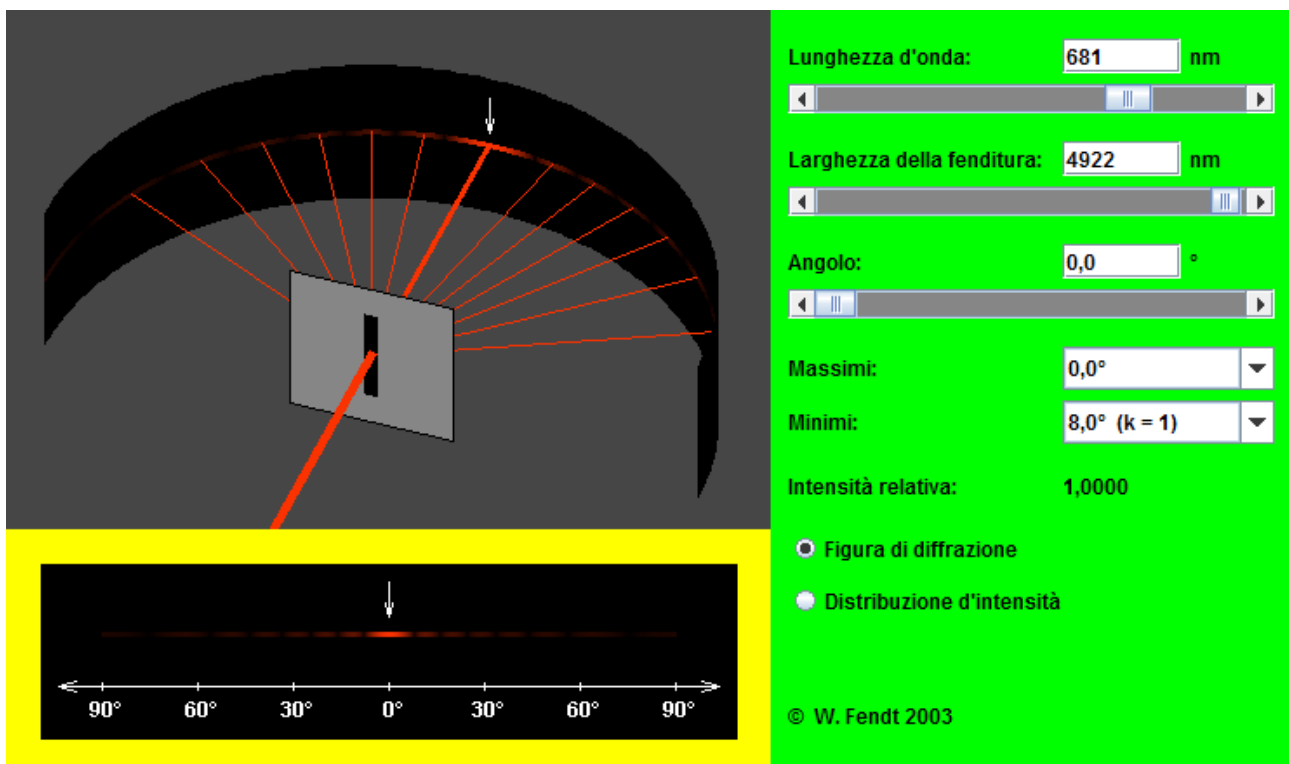 Lunghezza d'onda: 681 nm
Larghezza della fenditura: 4922 nm
Angolo: 0,0 °
Massimi: 0,0°
Minimi: 8,0° (k = 1)
Intensità relativa: 1,0000
Figura di diffrazione
Distribuzione d'intensità
© W. Fendt 2003
90° 60° 30° 0° 30° 60° 90°